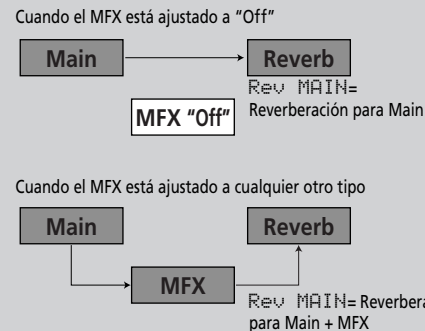 Cuando el MFX está ajustado a “Off”
Main Reverb
Rev MAIN=
Reverberación para Main
MFX “Off”
Cuando el MFX está ajustado a cualquier otro tipo
Main Reverb
MFX
Rev MAIN= Reverbera
para Main + MFX